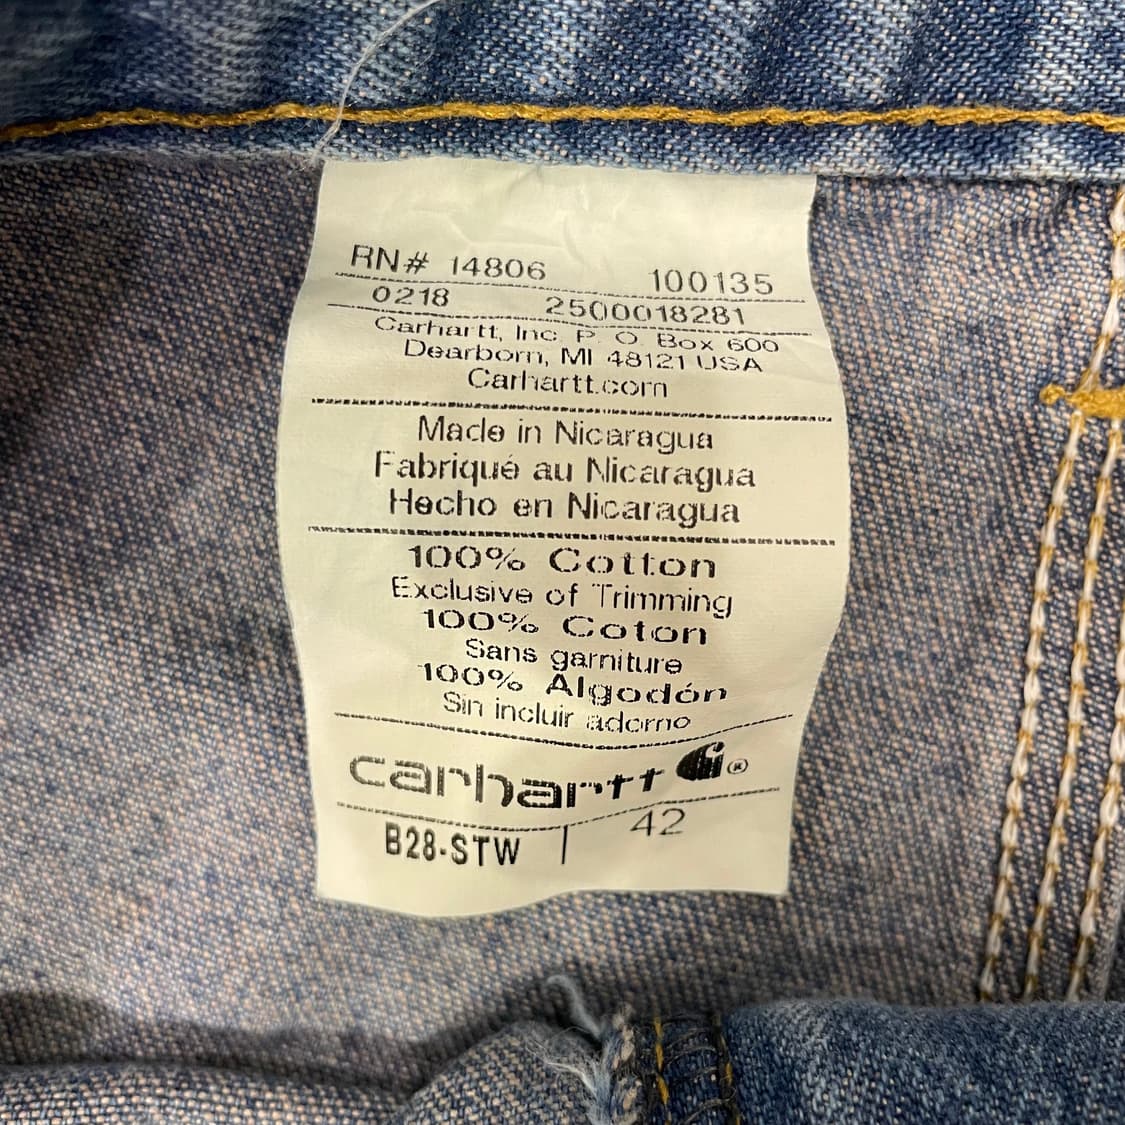 RN# 14806 100135
0218 2500018281
Carhartt, Inc. P. O. Box 600
Dearborn, MI 48121 USA
Carhartt.com
Made in Nicaragua
Fabriqué au Nicaragua
Hecho en Nicaragua
100% Cotton
Exclusive of Trimming
100% Coton
Sans garniture
100% Algodón
Sin incluir adorno
carhartt ®
B28-STW 42